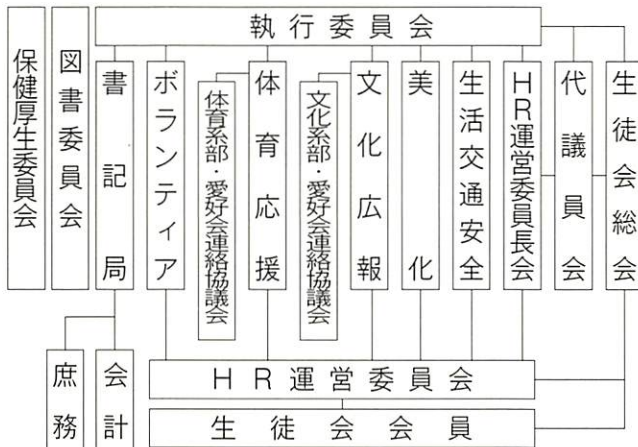 執行委員会
生徒会総会
代議員会
HR運営委員長会
生活交通安全
美化
文化広報
文化系部・愛好会連絡協議会
体育応援
体育系部・愛好会連絡協議会
ボランティア
書記局
図書委員会
保健厚生委員会
会計
庶務
HR運営委員会
生徒会会員